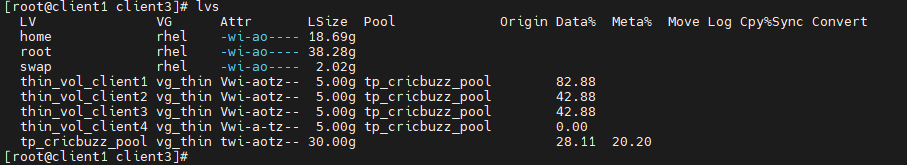 [root@client1 client3]# lvs
  LV              VG      Attr       LSize  Pool             Origin Data%  Meta%  Move Log Cpy%Sync Convert
  home            rhel    -wi-ao---- 18.69g
  root            rhel    -wi-ao---- 38.28g
  swap            rhel    -wi-ao----  2.02g
  thin_vol_client1 vg_thin Vwi-aotz--  5.00g tp_cricbuzz_pool        82.88
  thin_vol_client2 vg_thin Vwi-aotz--  5.00g tp_cricbuzz_pool        42.88
  thin_vol_client3 vg_thin Vwi-aotz--  5.00g tp_cricbuzz_pool        42.88
  thin_vol_client4 vg_thin Vwi-a-tz--  5.00g tp_cricbuzz_pool        0.00
  tp_cricbuzz_pool vg_thin twi-aotz-- 30.00g                         28.11  20.20
[root@client1 client3]#